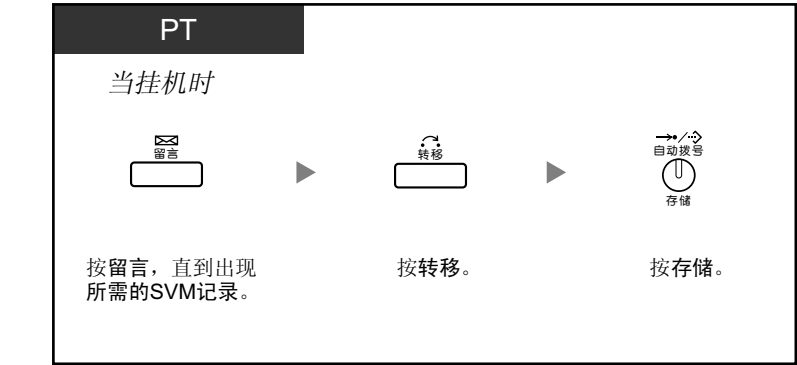 PT
当挂机时
留言
转移
自动拨号
存储
按留言，直到出现
所需的SVM记录。
按转移。
按存储。